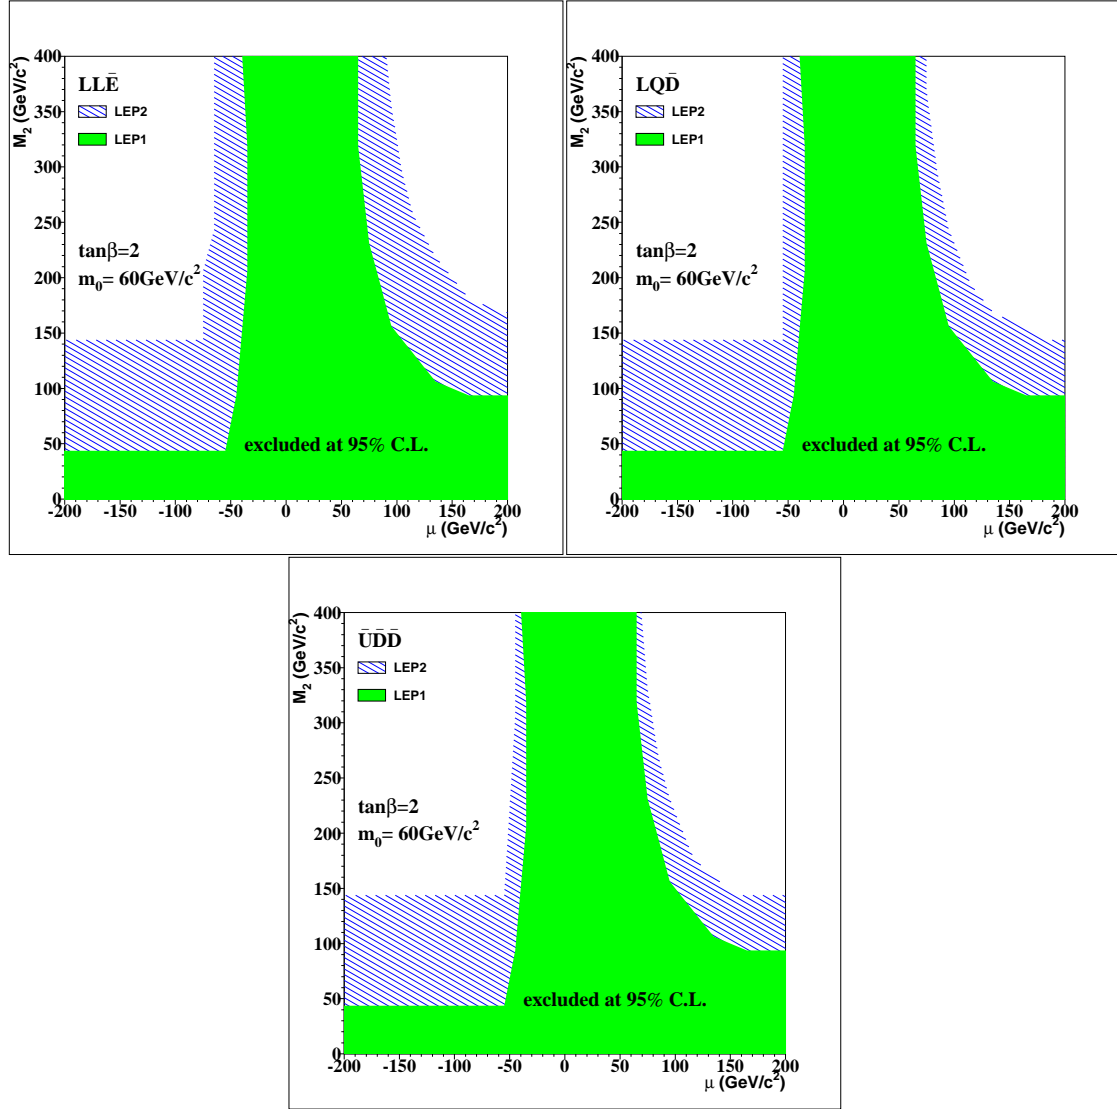 M₂ (GeV/c²)
400
350
300
250
200
150
100
50
0
LLĒ
LEP2
LEP1
tanβ=2
m₀= 60GeV/c²
excluded at 95% C.L.
-200 -150 -100 -50 0 50 100 150 200
μ (GeV/c²)
M₂ (GeV/c²)
400
350
300
250
200
150
100
50
0
LQD̄
LEP2
LEP1
tanβ=2
m₀= 60GeV/c²
excluded at 95% C.L.
-200 -150 -100 -50 0 50 100 150 200
μ (GeV/c²)
M₂ (GeV/c²)
400
350
300
250
200
150
100
50
0
ŪD̄D̄
LEP2
LEP1
tanβ=2
m₀= 60GeV/c²
excluded at 95% C.L.
-200 -150 -100 -50 0 50 100 150 200
μ (GeV/c²)